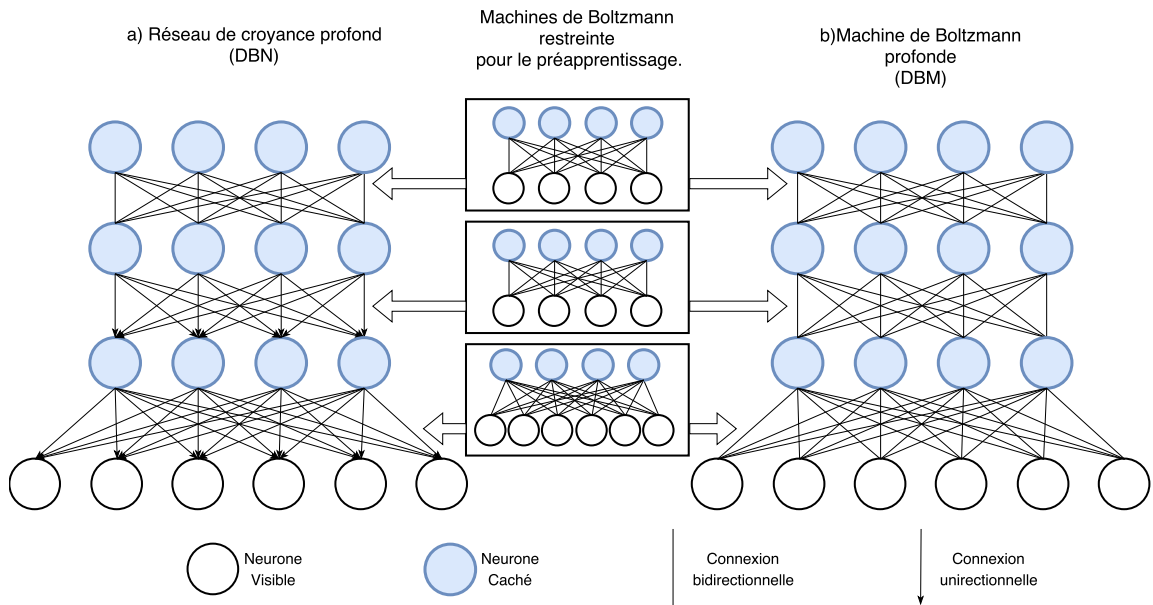 a) Réseau de croyance profond
(DBN)
Machines de Boltzmann
restreinte
pour le préapprentissage.
b)Machine de Boltzmann
profonde
(DBM)
Neurone
Visible
Neurone
Caché
Connexion
bidirectionnelle
Connexion
unirectionnelle